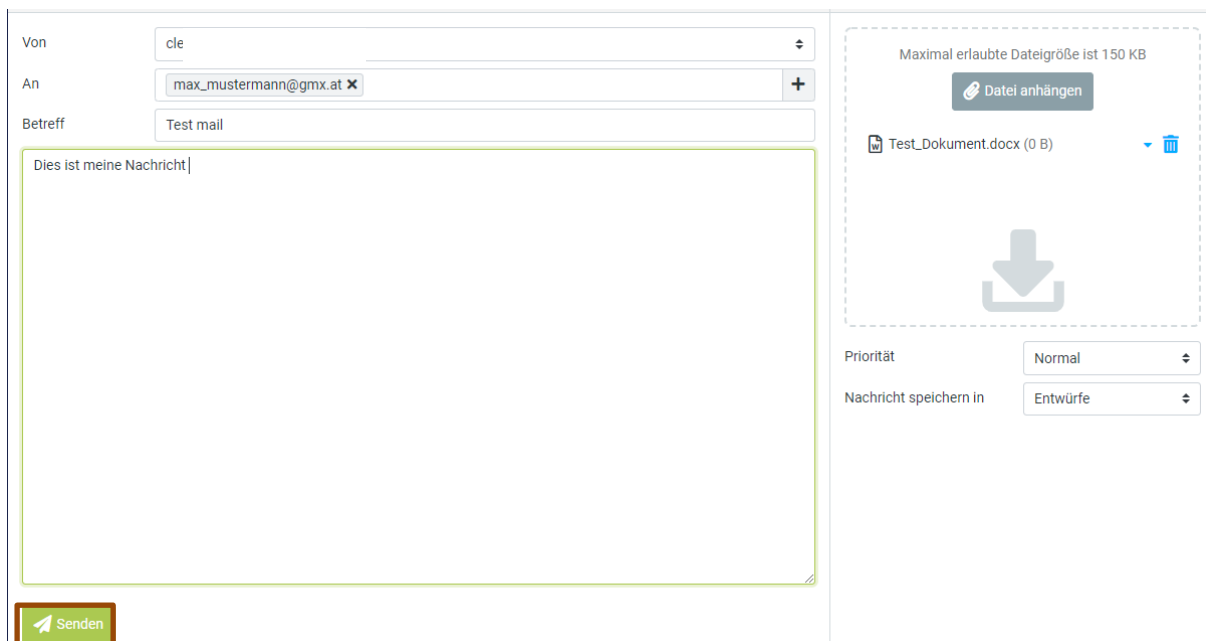 Von
cle
An
max_mustermann@gmx.at
Betreff
Test mail
Dies ist meine Nachricht
Senden
Maximal erlaubte Dateigröße ist 150 KB
Datei anhängen
Test_Dokument.docx (0 B)
Priorität
Normal
Nachricht speichern in
Entwürfe